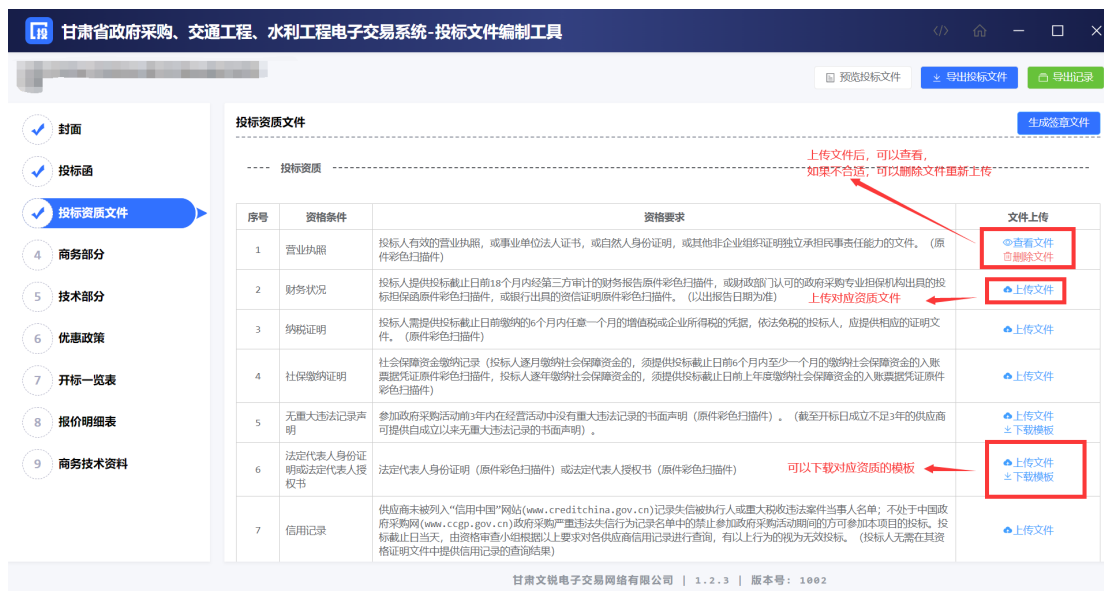 投 甘肃省政府采购、交通工程、水利工程电子交易系统-投标文件编制工具
预览投标文件 导出投标文件 导出记录
封面
投标函
投标资质文件
4 商务部分
5 技术部分
6 优惠政策
7 开标一览表
8 报价明细表
9 商务技术资料
投标资质文件 生成签章文件
投标资质
上传文件后，可以查看，
如果不合适，可以删除文件重新上传
序号 资格条件 资格要求 文件上传
1 营业执照 投标人有效的营业执照，或事业单位法人证书，或自然人身份证明，或其他非企业组织证明独立承担民事责任能力的文件。（原
件彩色扫描件）
查看文件
删除文件
2 财务状况 投标人提供投标截止日前18个月内经第三方审计的财务报告原件彩色扫描件，或财政部门认可的政府采购专业担保机构出具的投
标担保函原件彩色扫描件，或银行出具的资信证明原件彩色扫描件。（以出报告日期为准）
上传对应资质文件
上传文件
3 纳税证明 投标人需提供投标截止日前缴纳的6个月内任意一个月的增值税或企业所得税的凭据，依法免税的投标人，应提供相应的证明文
件。（原件彩色扫描件）
上传文件
4 社保缴纳证明 社会保障资金缴纳记录（投标人逐月缴纳社会保障资金的，须提供投标截止日前6个月内至少一个月的缴纳社会保障资金的入账
票据凭证原件彩色扫描件，投标人逐年缴纳社会保障资金的，须提供投标截止日前上年度缴纳社会保障资金的入账票据凭证原件
彩色扫描件）
上传文件
5 无重大违法记录声
明
参加政府采购活动前3年内在经营活动中没有重大违法记录的书面声明（原件彩色扫描件）。（截至开标日成立不足3年的供应商
可提供自成立以来无重大违法记录的书面声明）。
上传文件
下载模板
6 法定代表人身份证
明或法定代表人授
权书
法定代表人身份证明（原件彩色扫描件）或法定代表人授权书（原件彩色扫描件）
可以下载对应资质的模板
上传文件
下载模板
7 信用记录 供应商未被列入“信用中国”网站(www.creditchina.gov.cn)记录失信被执行人或重大税收违法案件当事人名单；不处于中国政
府采购网(www.ccgp.gov.cn)政府采购严重违法失信行为记录名单中的禁止参加政府采购活动期间的方可参加本项目的投标。投
标截止日当天，由资格审查小组根据以上要求对各供应商信用记录进行查询，有以上行为的视为无效投标。（投标人无需在其资
格证明文件中提供信用记录的查询结果）
上传文件
甘肃文锐电子交易网络有限公司 | 1.2.3 | 版本号: 1002